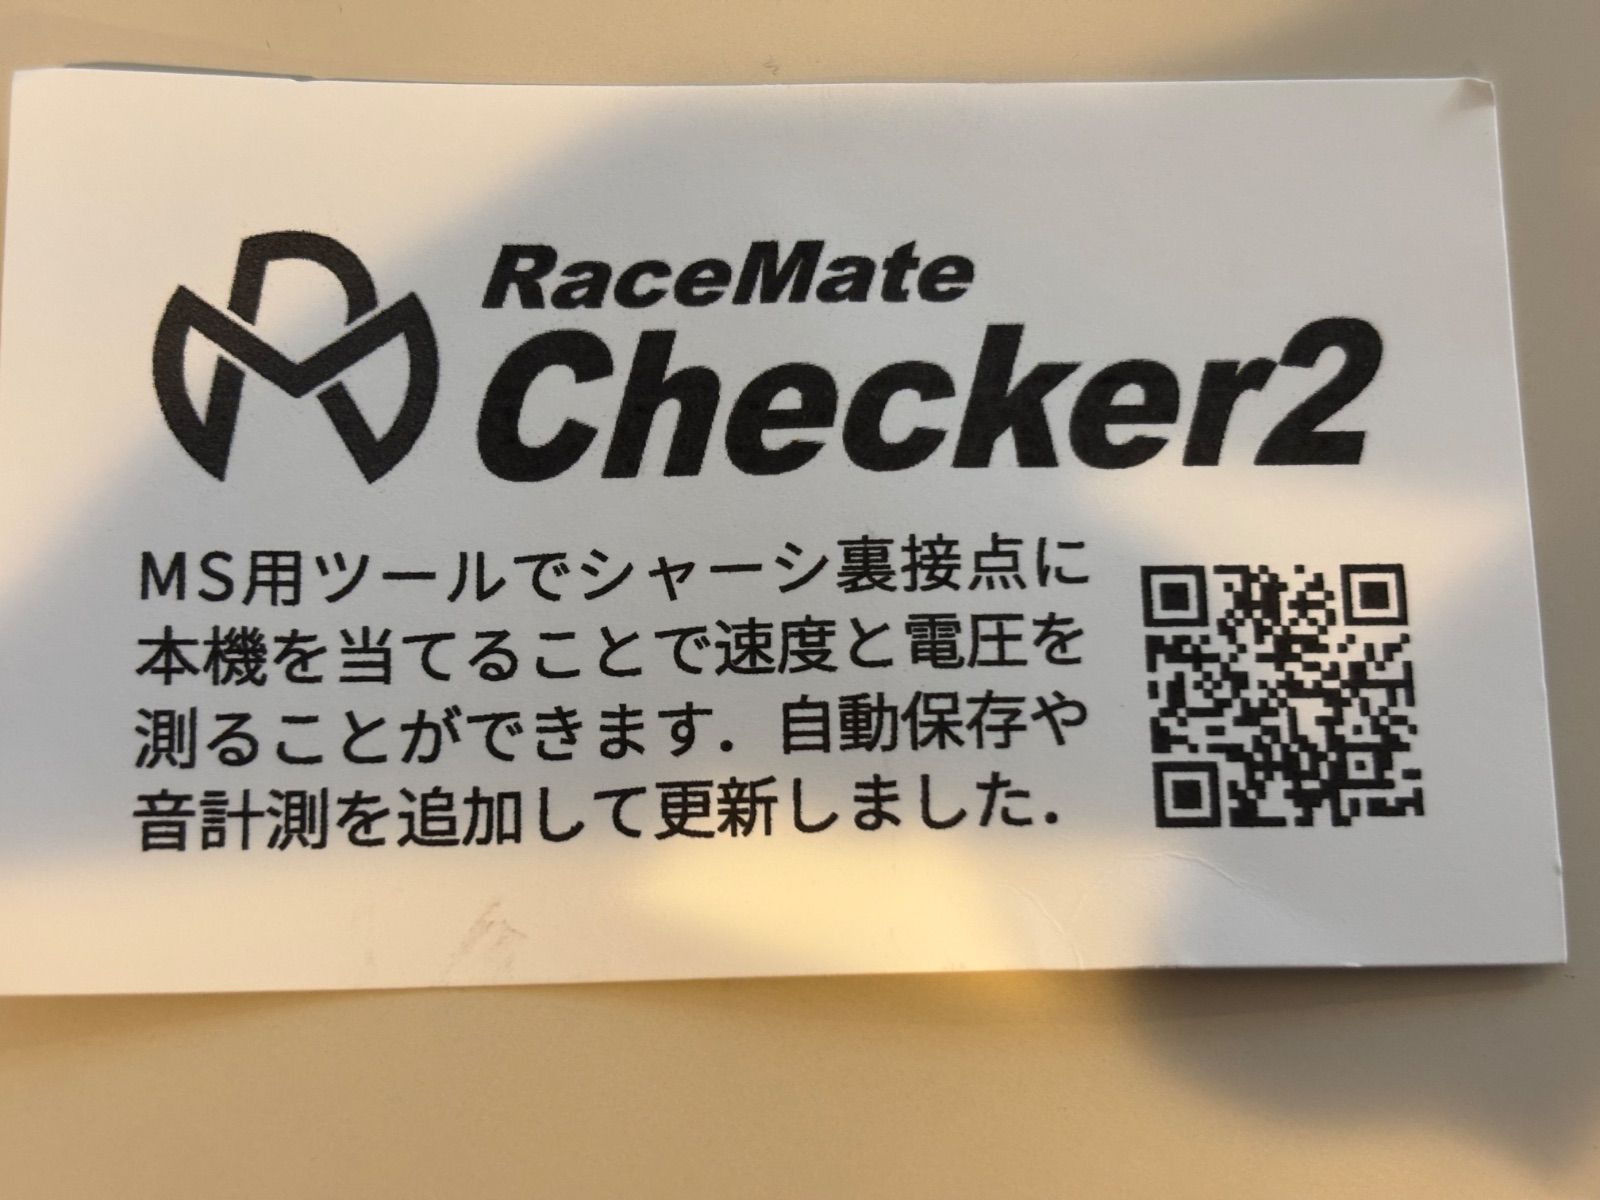 RaceMate
Checker2
MS用ツールでシャーシ裏接点に
本機を当てることで速度と電圧を
測ることができます．自動保存や
音計測を追加して更新しました．